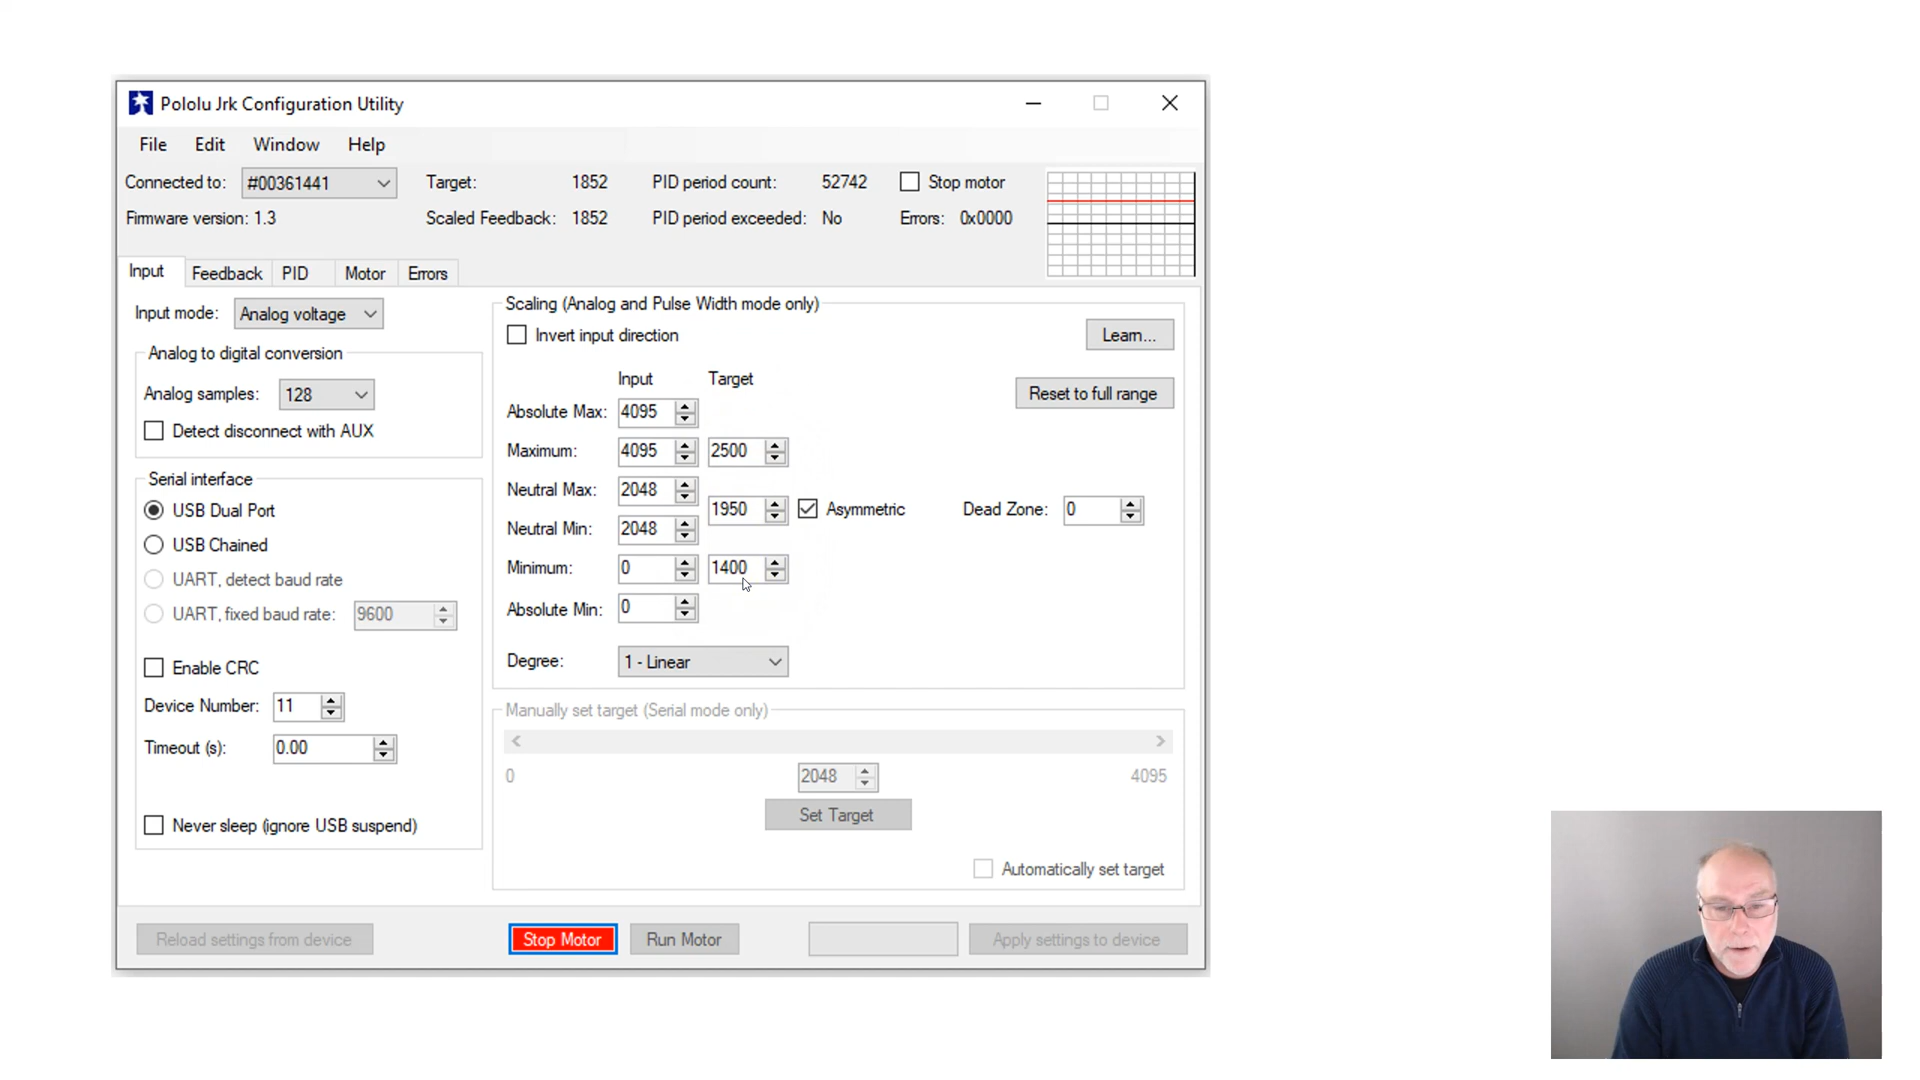 Pololu Jrk Configuration Utility
File Edit Window Help
Connected to: #00361441 Target: 1852 PID period count: 52742 Stop motor
Firmware version: 1.3 Scaled Feedback: 1852 PID period exceeded: No Errors: 0x0000
Input Feedback PID Motor Errors
Input mode: Analog voltage
Analog to digital conversion
Analog samples: 128
Detect disconnect with AUX
Serial interface
USB Dual Port
USB Chained
UART, detect baud rate
UART, fixed baud rate: 9600
Enable CRC
Device Number: 11
Timeout (s): 0.00
Never sleep (ignore USB suspend)
Scaling (Analog and Pulse Width mode only)
Invert input direction Learn...
Input Target
Reset to full range
Absolute Max: 4095
Maximum: 4095 2500
Neutral Max: 2048
1950 Asymmetric Dead Zone: 0
Neutral Min: 2048
Minimum: 0 1400
Absolute Min: 0
Degree: 1 - Linear
Manually set target (Serial mode only)
0 2048 4095
Set Target
Automatically set target
Reload settings from device Stop Motor Run Motor Apply settings to device